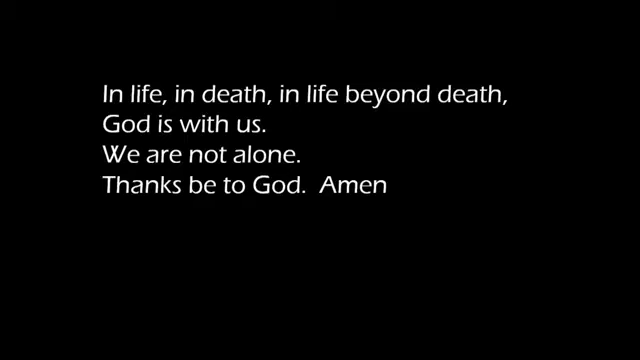 In life, in death, in life beyond death,
God is with us.
We are not alone.
Thanks be to God.  Amen